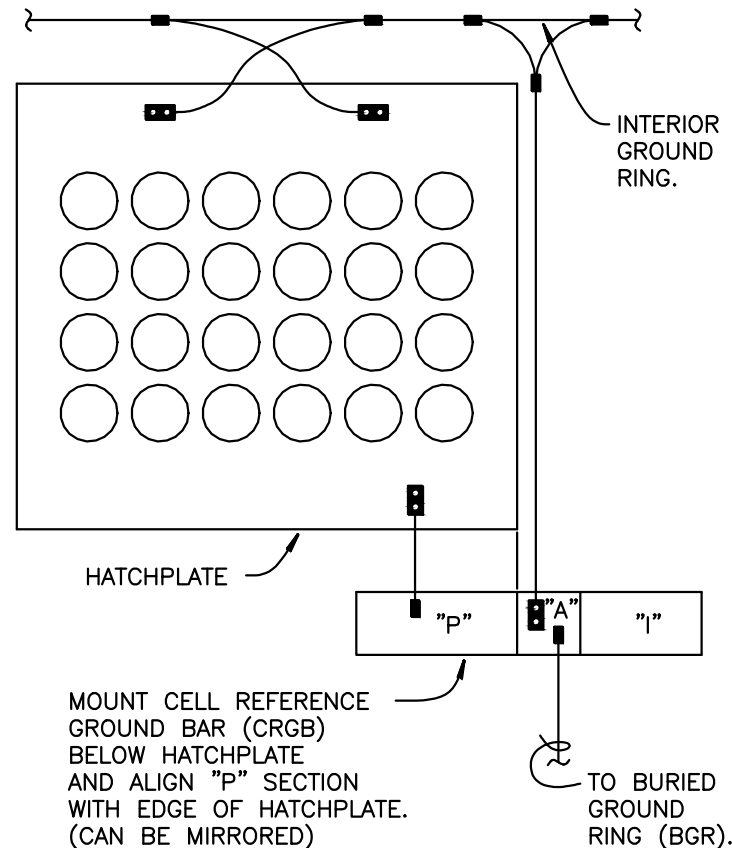 INTERIOR
GROUND
RING.
HATCHPLATE
"P"
"A"
"I"
MOUNT CELL REFERENCE
GROUND BAR (CRGB)
BELOW HATCHPLATE
AND ALIGN "P" SECTION
WITH EDGE OF HATCHPLATE.
(CAN BE MIRRORED)
TO BURIED
GROUND
RING (BGR).